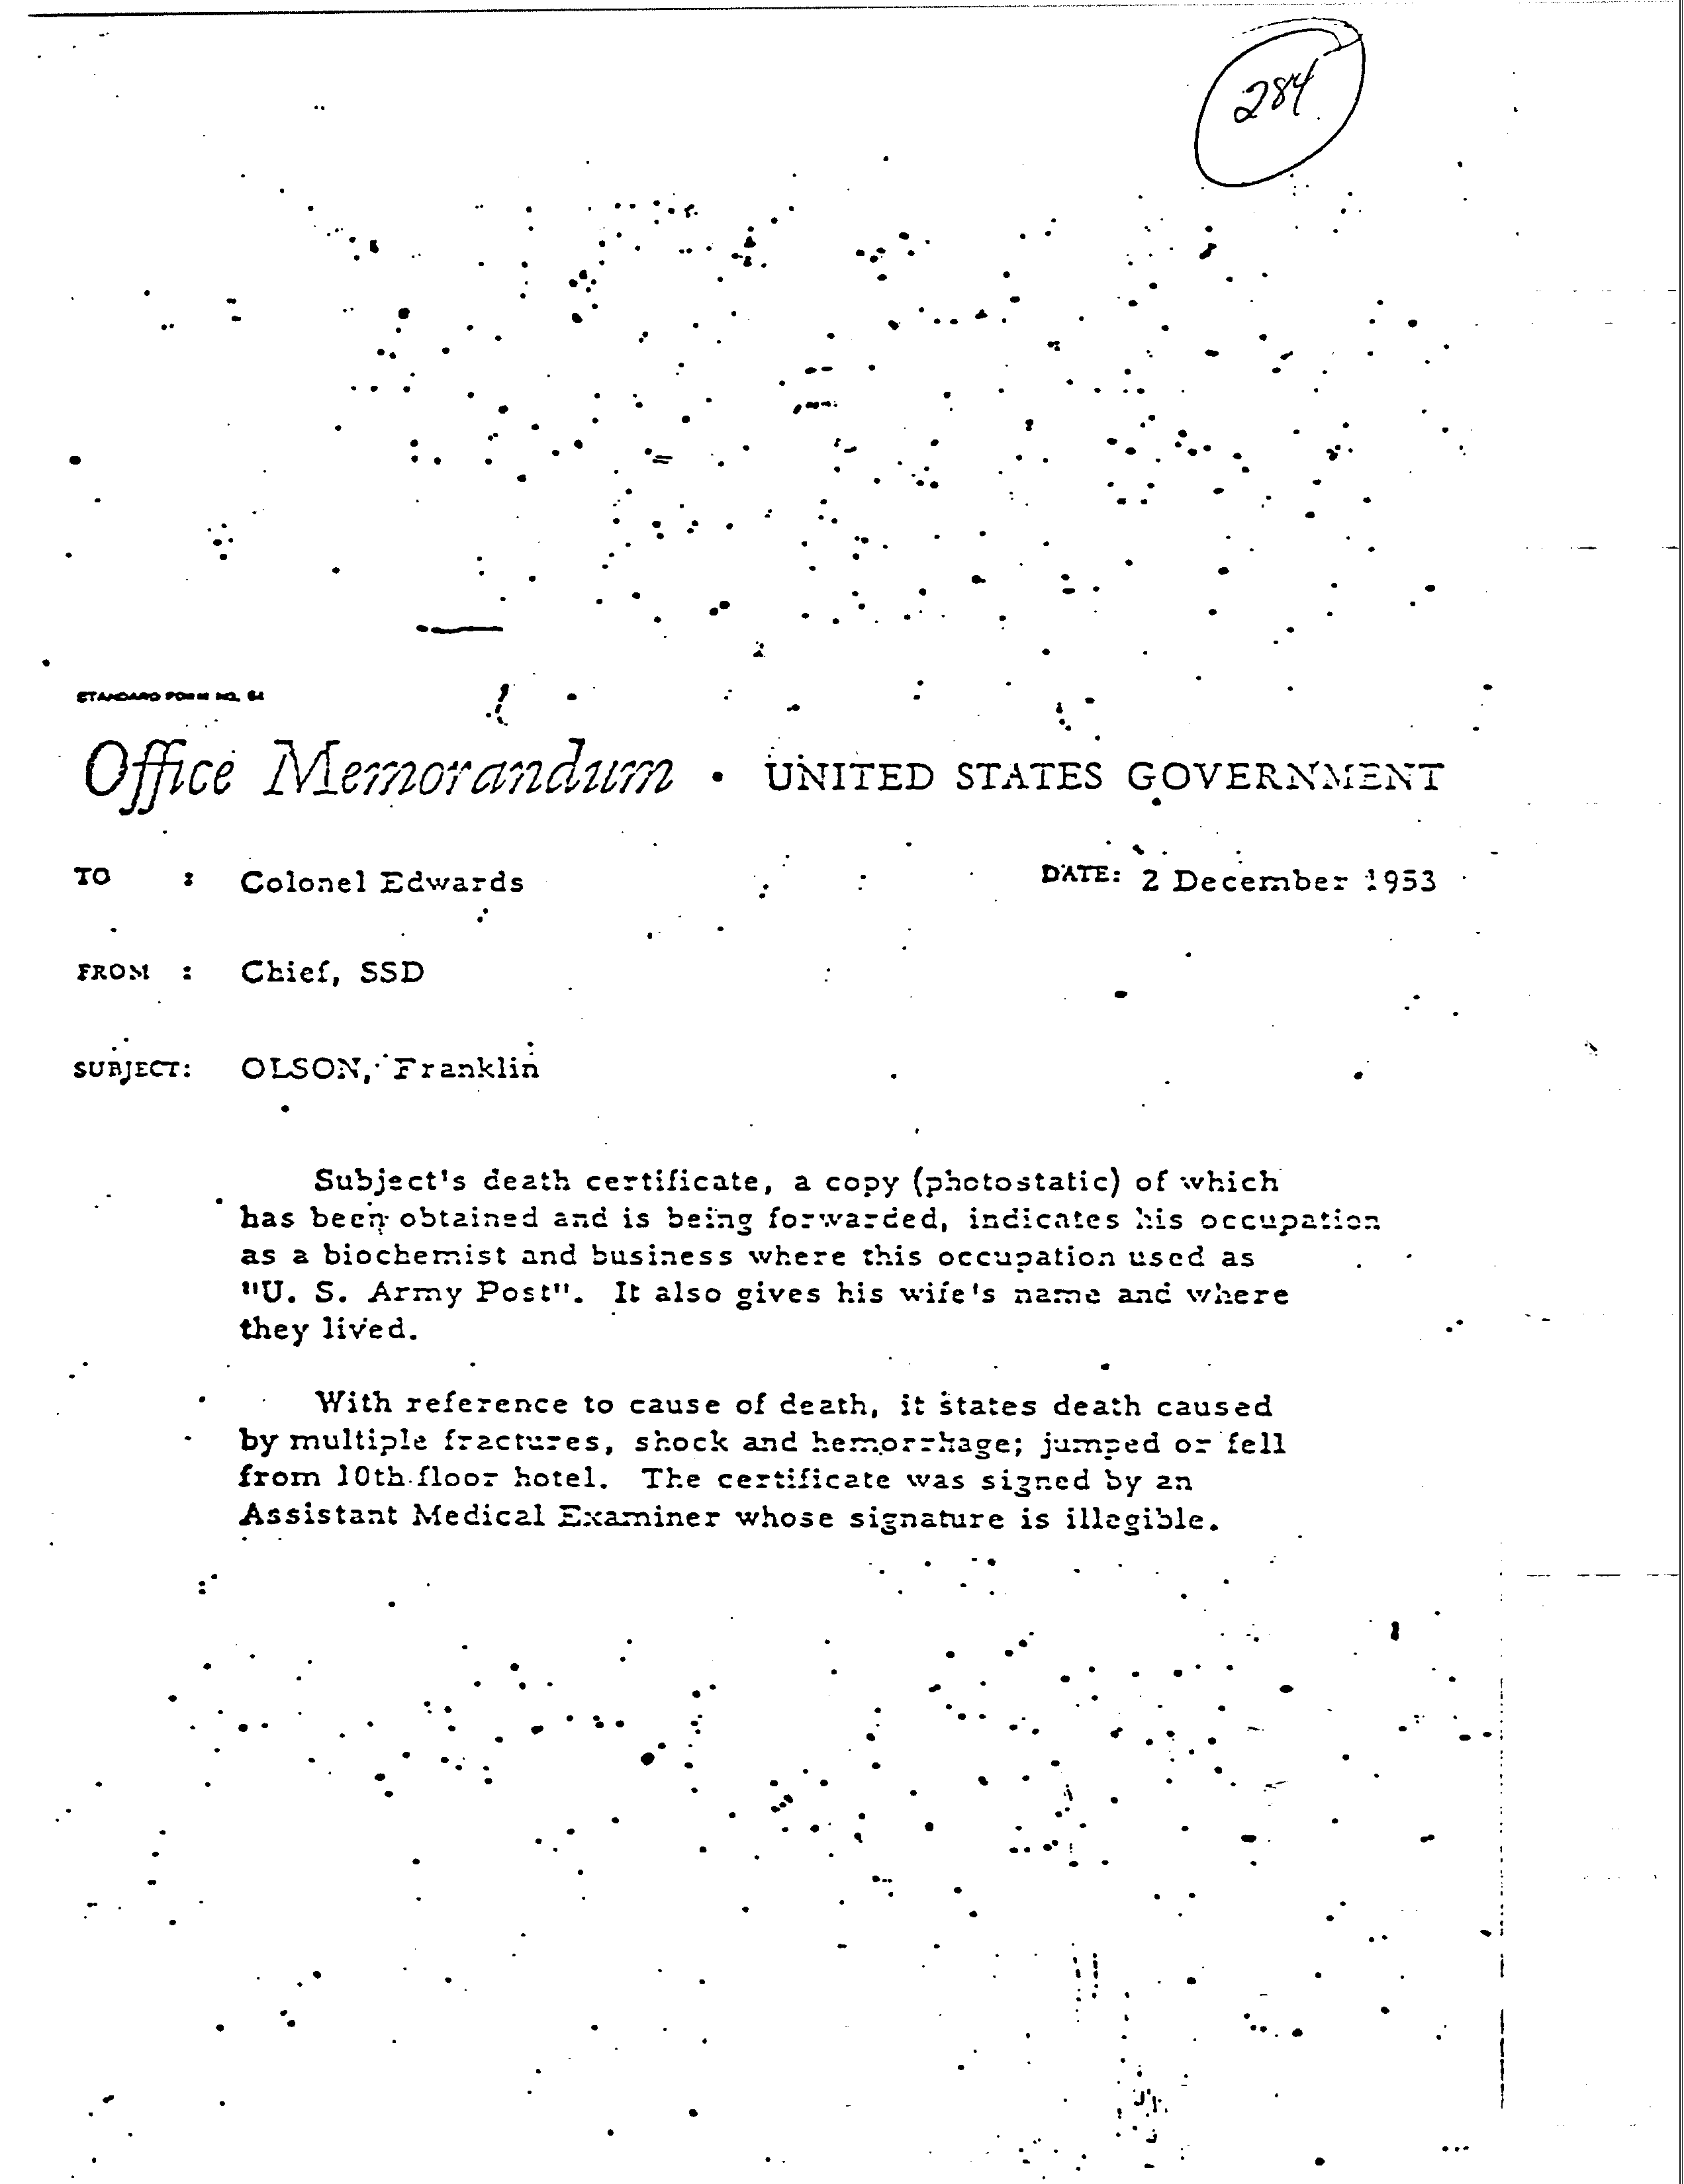 284
STANDARD FORM NO. 64
Office Memorandum • UNITED STATES GOVERNMENT
TO : Colonel Edwards DATE: 2 December 1953
FROM : Chief, SSD
SUBJECT: OLSON, Franklin
Subject's death certificate, a copy (photostatic) of which
has been obtained and is being forwarded, indicates his occupation
as a biochemist and business where this occupation used as
"U. S. Army Post". It also gives his wife's name and where
they lived.
With reference to cause of death, it states death caused
by multiple fractures, shock and hemorrhage; jumped or fell
from 10th floor hotel. The certificate was signed by an
Assistant Medical Examiner whose signature is illegible.